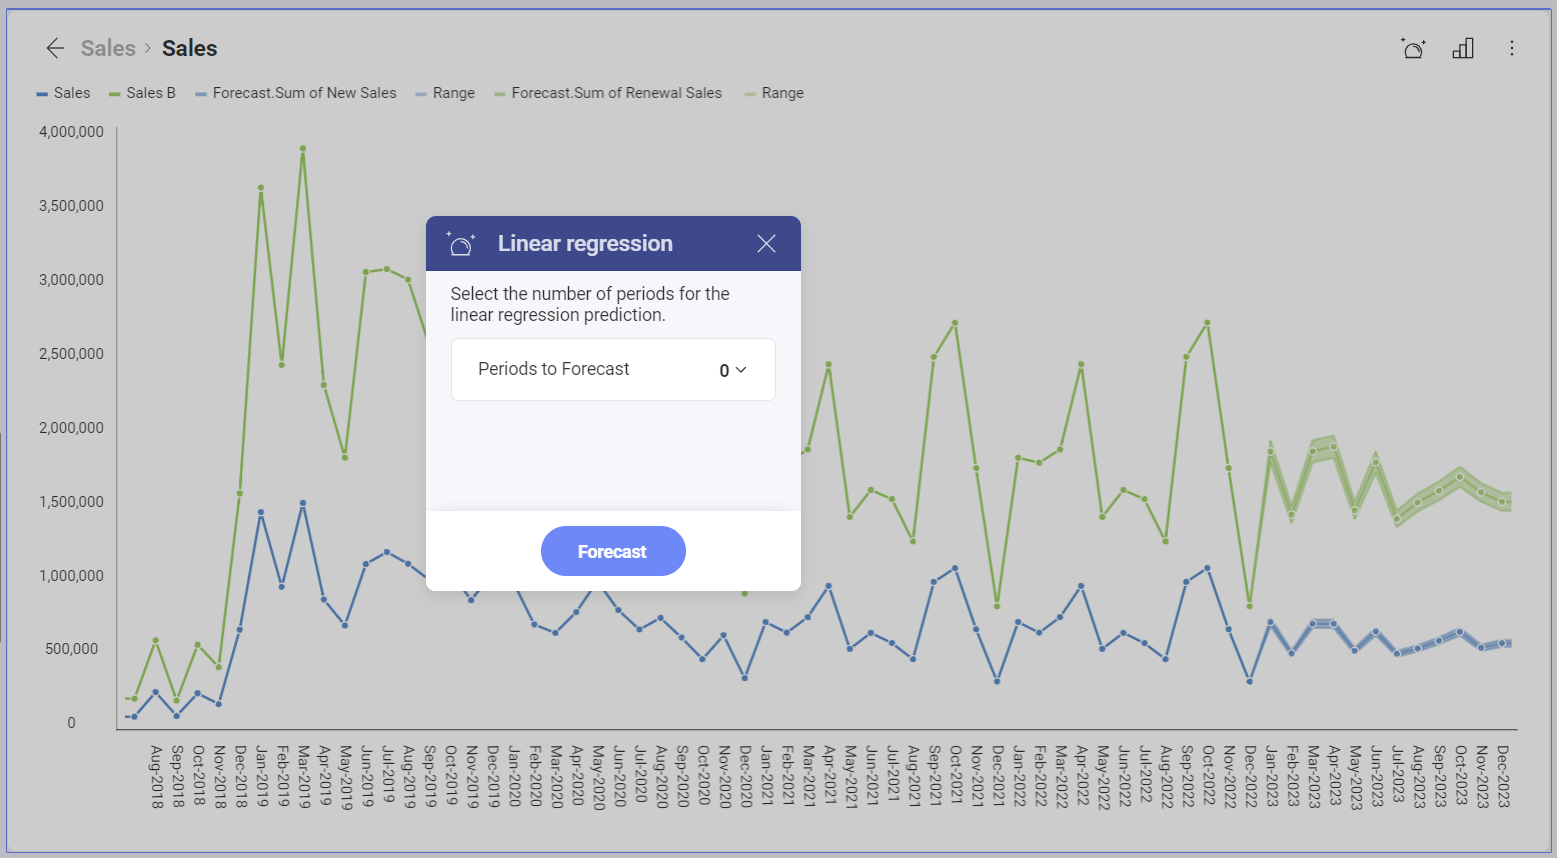 Sales › Sales
Sales Sales B Forecast.Sum of New Sales Range Forecast.Sum of Renewal Sales Range
4,000,000
3,500,000
3,000,000
2,500,000
2,000,000
1,500,000
1,000,000
500,000
0
Linear regression
Select the number of periods for the
linear regression prediction.
Periods to Forecast 0
Forecast
Aug-2018
Sep-2018
Oct-2018
Nov-2018
Dec-2018
Jan-2019
Feb-2019
Mar-2019
Apr-2019
May-2019
Jun-2019
Jul-2019
Aug-2019
Sep-2019
Oct-2019
Nov-2019
Dec-2019
Jan-2020
Feb-2020
Mar-2020
Apr-2020
May-2020
Jun-2020
Jul-2020
Aug-2020
Sep-2020
Oct-2020
Nov-2020
Dec-2020
Jan-2021
Feb-2021
Mar-2021
Apr-2021
May-2021
Jun-2021
Jul-2021
Aug-2021
Sep-2021
Oct-2021
Nov-2021
Dec-2021
Jan-2022
Feb-2022
Mar-2022
Apr-2022
May-2022
Jun-2022
Jul-2022
Aug-2022
Sep-2022
Oct-2022
Nov-2022
Dec-2022
Jan-2023
Feb-2023
Mar-2023
Apr-2023
May-2023
Jun-2023
Jul-2023
Aug-2023
Sep-2023
Oct-2023
Nov-2023
Dec-2023